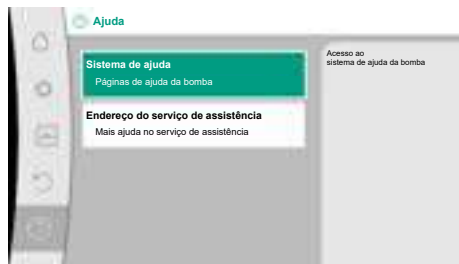 Ajuda
Sistema de ajuda
Páginas de ajuda da bomba
Endereço do serviço de assistência
Mais ajuda no serviço de assistência
Acesso ao
sistema de ajuda da bomba